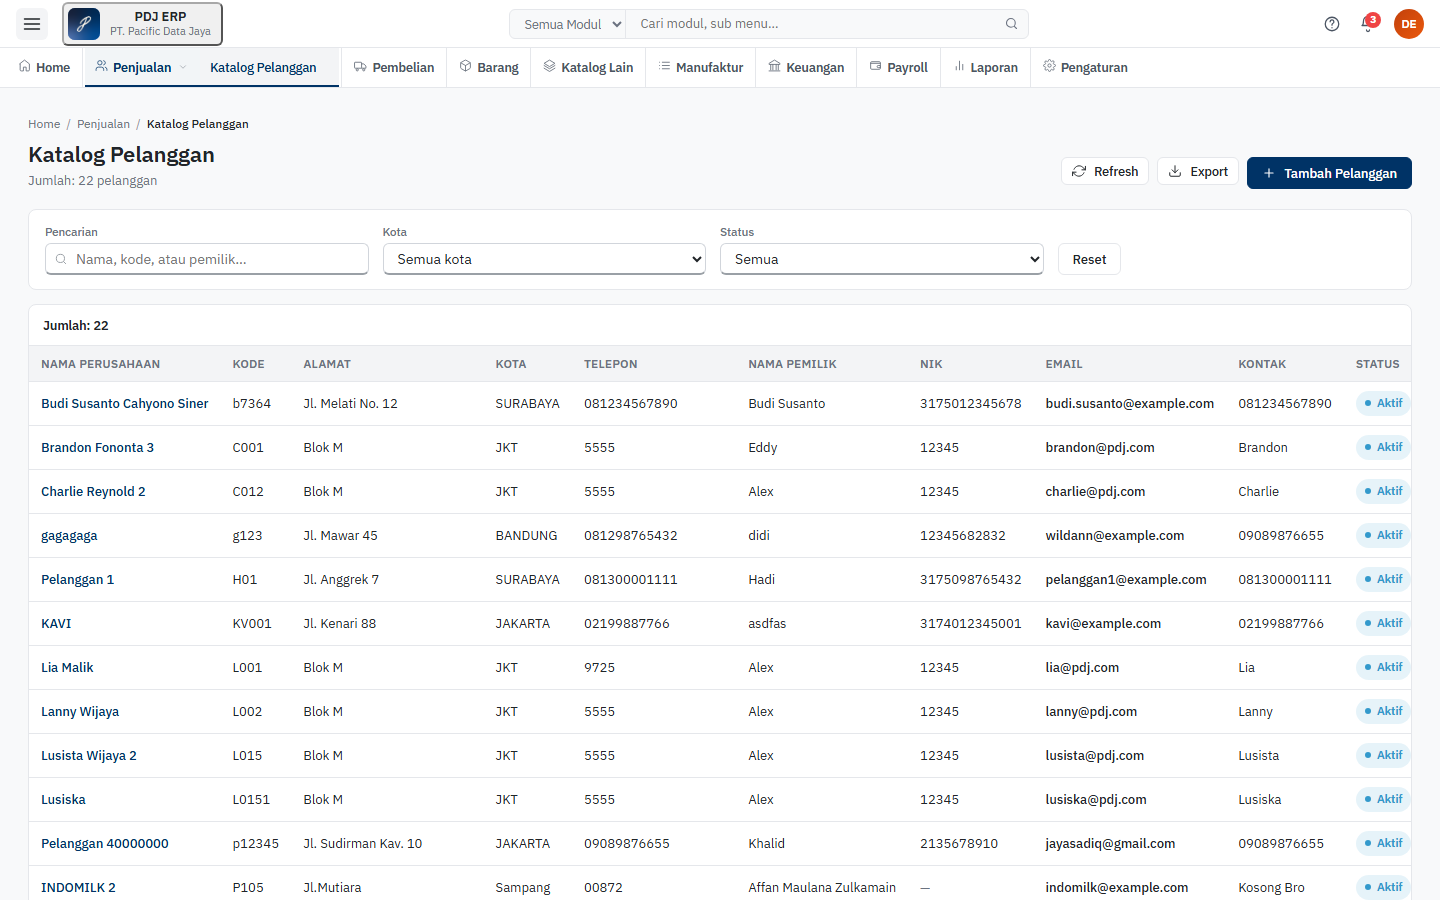 PDJ ERP
PT. Pacific Data Jaya
Semua Modul
Cari modul, sub menu...
3
DE
Home
Penjualan
Katalog Pelanggan
Pembelian
Barang
Katalog Lain
Manufaktur
Keuangan
Payroll
Laporan
Pengaturan
Home / Penjualan / Katalog Pelanggan
Katalog Pelanggan
Jumlah: 22 pelanggan
Refresh
Export
Tambah Pelanggan
Pencarian
Kota
Status
Nama, kode, atau pemilik...
Semua kota
Semua
Reset
Jumlah: 22
NAMA PERUSAHAAN KODE ALAMAT KOTA TELEPON NAMA PEMILIK NIK EMAIL KONTAK STATUS
Budi Susanto Cahyono Siner b7364 Jl. Melati No. 12 SURABAYA 081234567890 Budi Susanto 3175012345678 budi.susanto@example.com 081234567890 Aktif
Brandon Fononta 3 C001 Blok M JKT 5555 Eddy 12345 brandon@pdj.com Brandon Aktif
Charlie Reynold 2 C012 Blok M JKT 5555 Alex 12345 charlie@pdj.com Charlie Aktif
gagagaga g123 Jl. Mawar 45 BANDUNG 081298765432 didi 12345682832 wildann@example.com 09089876655 Aktif
Pelanggan 1 H01 Jl. Anggrek 7 SURABAYA 081300001111 Hadi 3175098765432 pelanggan1@example.com 081300001111 Aktif
KAVI KV001 Jl. Kenari 88 JAKARTA 02199887766 asdfas 3174012345001 kavi@example.com 02199887766 Aktif
Lia Malik L001 Blok M JKT 9725 Alex 12345 lia@pdj.com Lia Aktif
Lanny Wijaya L002 Blok M JKT 5555 Alex 12345 lanny@pdj.com Lanny Aktif
Lusista Wijaya 2 L015 Blok M JKT 5555 Alex 12345 lusista@pdj.com Lusista Aktif
Lusiska L0151 Blok M JKT 5555 Alex 12345 lusiska@pdj.com Lusiska Aktif
Pelanggan 40000000 p12345 Jl. Sudirman Kav. 10 JAKARTA 09089876655 Khalid 2135678910 jayasadiq@gmail.com 09089876655 Aktif
INDOMILK 2 P105 Jl.Mutiara Sampang 00872 Affan Maulana Zulkamain — indomilk@example.com Kosong Bro Aktif